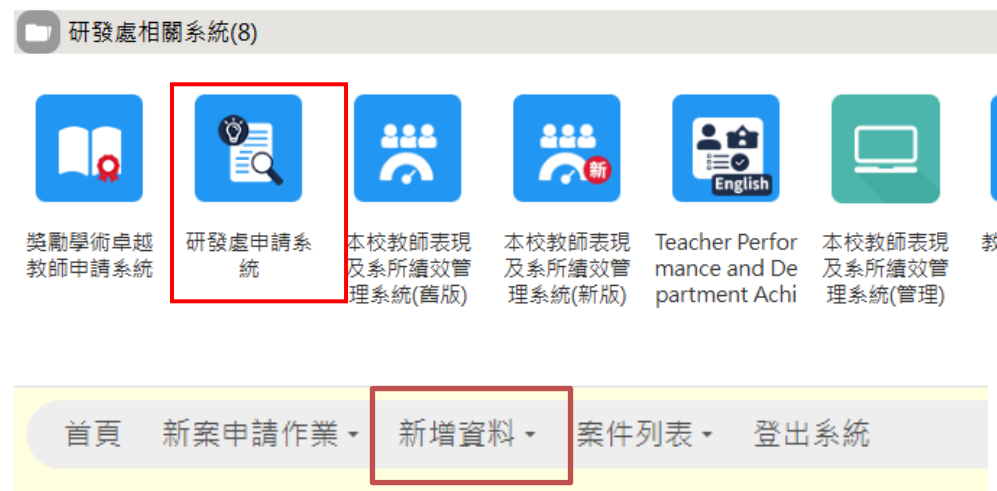 研發處相關系統(8)
新
English
獎勵學術卓越
教師申請系統
研發處申請系
統
本校教師表現
及系所績效管
理系統(舊版)
本校教師表現
及系所績效管
理系統(新版)
Teacher Perfor
mance and De
partment Achi
本校教師表現
及系所績效管
理系統(管理)
教
首頁 新案申請作業 新增資料 案件列表 登出系統